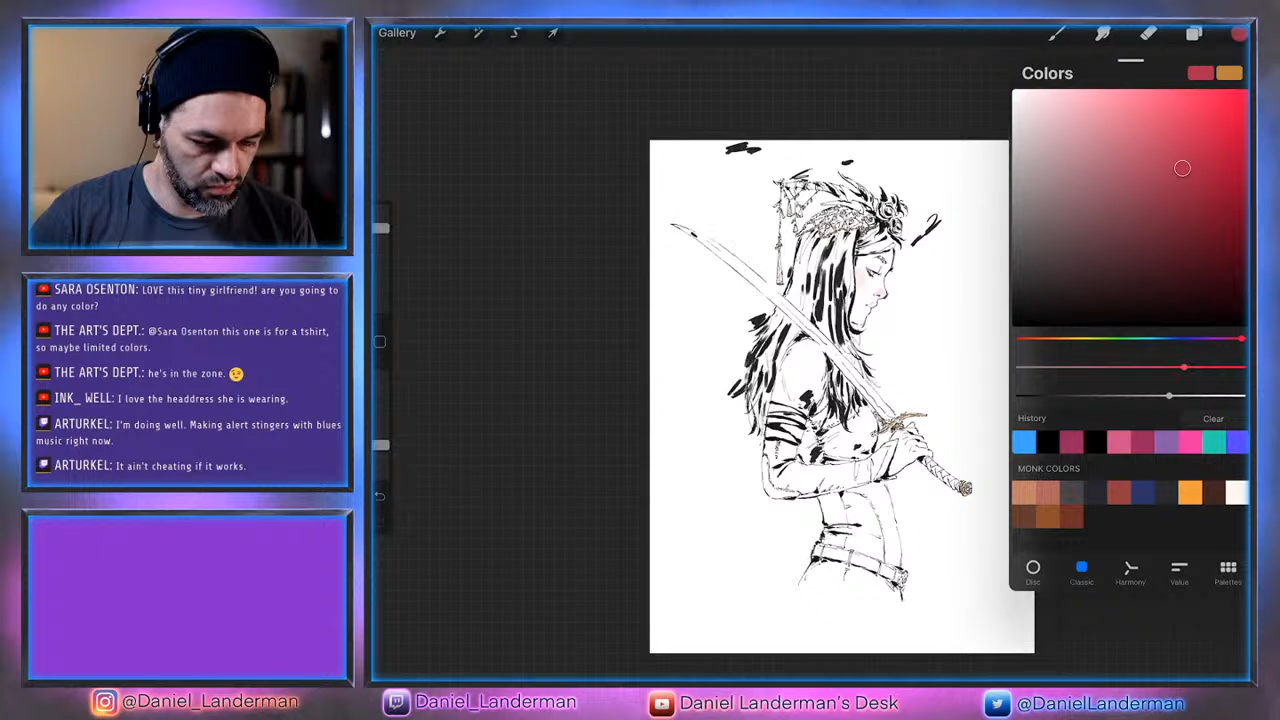 Gallery
Colors
SARA OSENTON: LOVE this tiny girlfriend! are you going to
do any color?
THE ART'S DEPT.: @Sara Osenton this one is for a tshirt,
so maybe limited colors.
THE ART'S DEPT.: he's in the zone. 😉
INK_ WELL: I love the headdress she is wearing.
ARTURKEL: I'm doing well. Making alert stingers with blues
music right now.
ARTURKEL: It ain't cheating if it works.
History
Clear
MONK COLORS
Disc
Classic
Harmony
Value
Palettes
@Daniel_Landerman
Daniel_Landerman
Daniel Landerman's Desk
@DanielLanderman